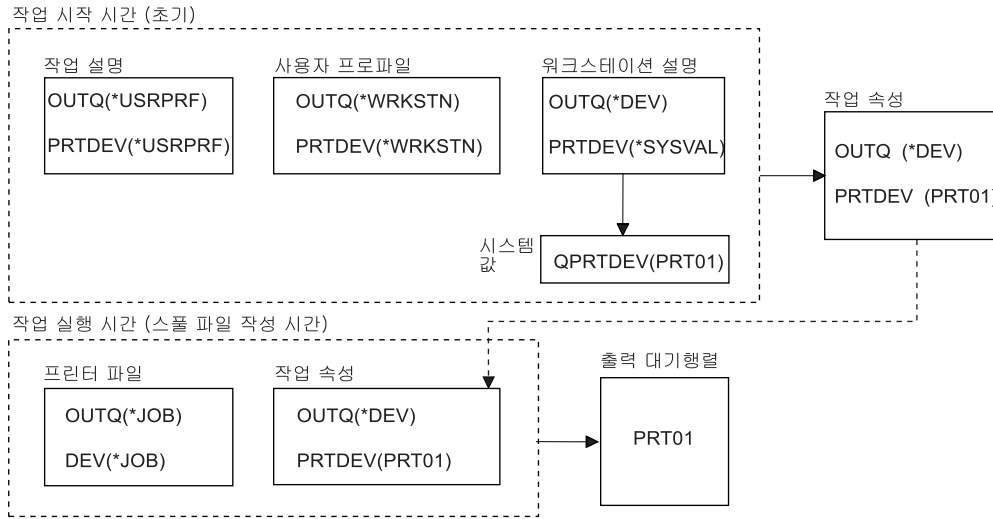 작업 시작 시간 (초기)
작업 설명
OUTQ(*USRPRF)
PRTDEV(*USRPRF)
사용자 프로파일
OUTQ(*WRKSTN)
PRTDEV(*WRKSTN)
워크스테이션 설명
OUTQ(*DEV)
PRTDEV(*SYSVAL)
시스템
값
QPRTDEV(PRT01)
작업 속성
OUTQ (*DEV)
PRTDEV (PRT01)
작업 실행 시간 (스풀 파일 작성 시간)
프린터 파일
OUTQ(*JOB)
DEV(*JOB)
작업 속성
OUTQ(*DEV)
PRTDEV(PRT01)
출력 대기행렬
PRT01